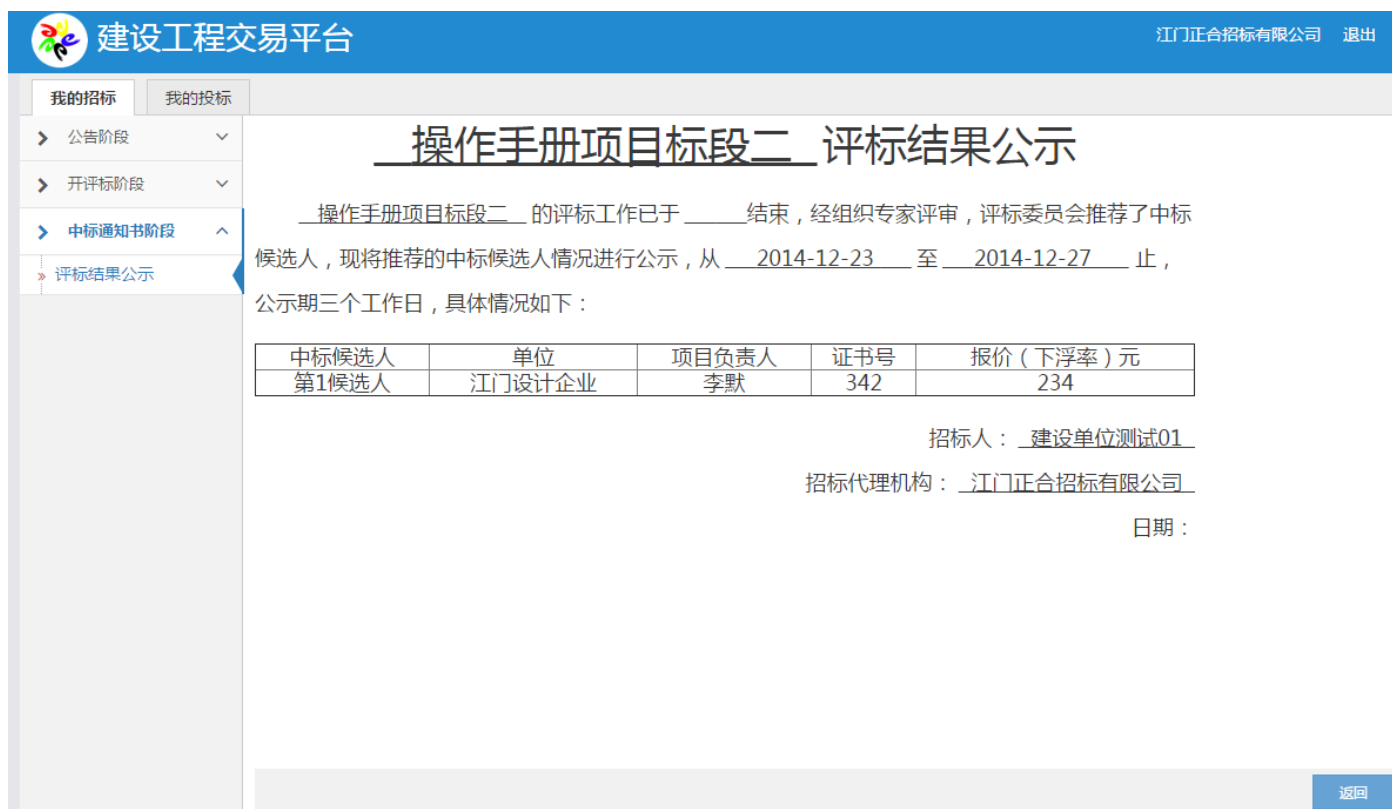 建设工程交易平台
江门正合招标有限公司 退出
我的招标 我的投标
公告阶段
开评标阶段
中标通知书阶段
评标结果公示
操作手册项目标段二 评标结果公示
操作手册项目标段二 的评标工作已于______结束，经组织专家评审，评标委员会推荐了中标
候选人，现将推荐的中标候选人情况进行公示，从 2014-12-23 至 2014-12-27 止，
公示期三个工作日，具体情况如下：
中标候选人 单位 项目负责人 证书号 报价（下浮率）元
第1候选人 江门设计企业 李默 342 234
招标人： 建设单位测试01
招标代理机构： 江门正合招标有限公司
日期：
返回